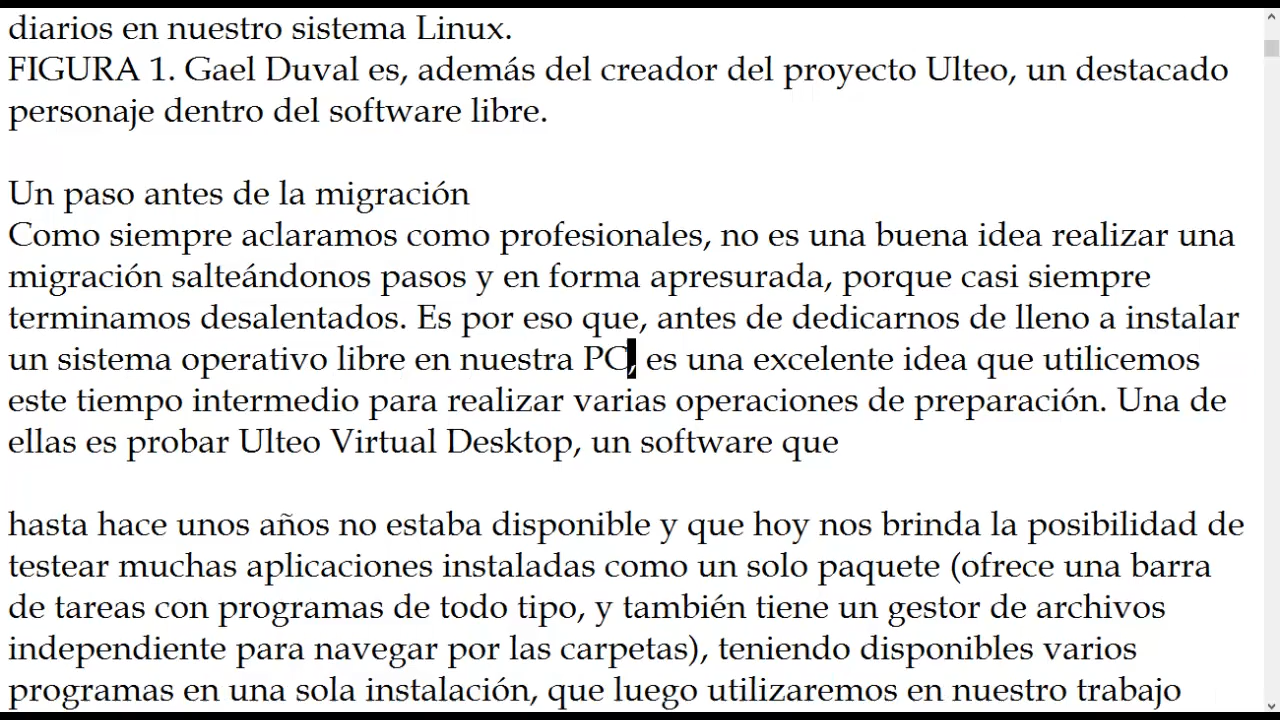 diarios en nuestro sistema Linux.
FIGURA 1. Gael Duval es, además del creador del proyecto Ulteo, un destacado
personaje dentro del software libre.
Un paso antes de la migración
Como siempre aclaramos como profesionales, no es una buena idea realizar una
migración salteándonos pasos y en forma apresurada, porque casi siempre
terminamos desalentados. Es por eso que, antes de dedicarnos de lleno a instalar
un sistema operativo libre en nuestra PC, es una excelente idea que utilicemos
este tiempo intermedio para realizar varias operaciones de preparación. Una de
ellas es probar Ulteo Virtual Desktop, un software que
hasta hace unos años no estaba disponible y que hoy nos brinda la posibilidad de
testear muchas aplicaciones instaladas como un solo paquete (ofrece una barra
de tareas con programas de todo tipo, y también tiene un gestor de archivos
independiente para navegar por las carpetas), teniendo disponibles varios
programas en una sola instalación, que luego utilizaremos en nuestro trabajo